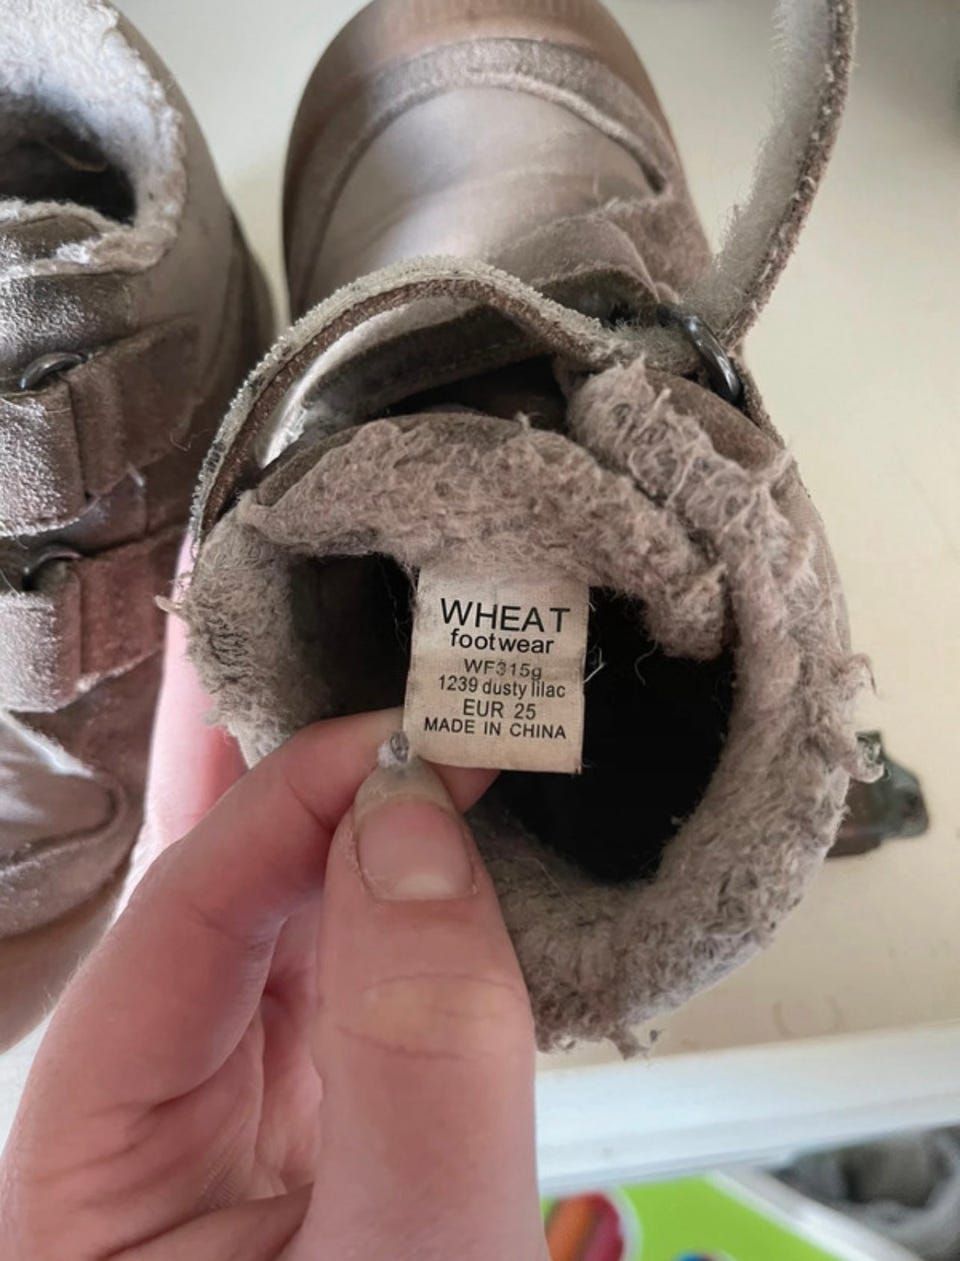 WHEAT
footwear
WF315g
1239 dusty lilac
EUR 25
MADE IN CHINA